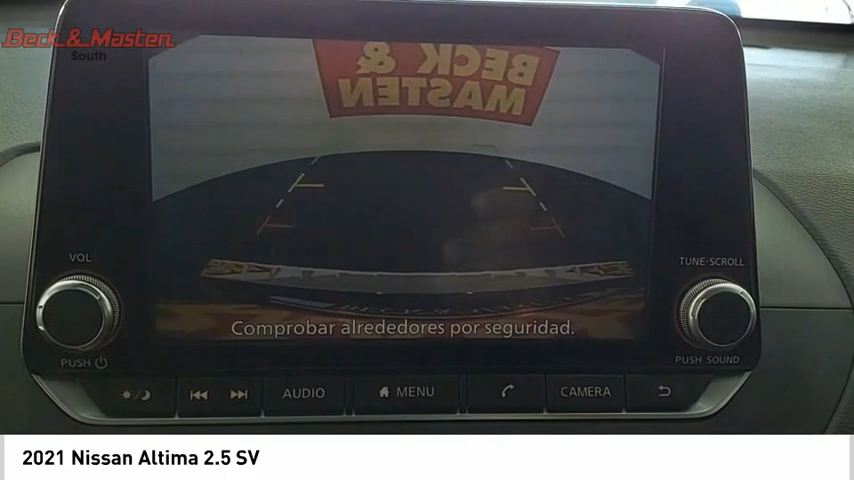 Beck & Masten
South
BECK &
MASTEN
VOL
TUNE·SCROLL
Comprobar alrededores por seguridad.
PUSH
PUSH SOUND
AUDIO
MENU
CAMERA
2021 Nissan Altima 2.5 SV